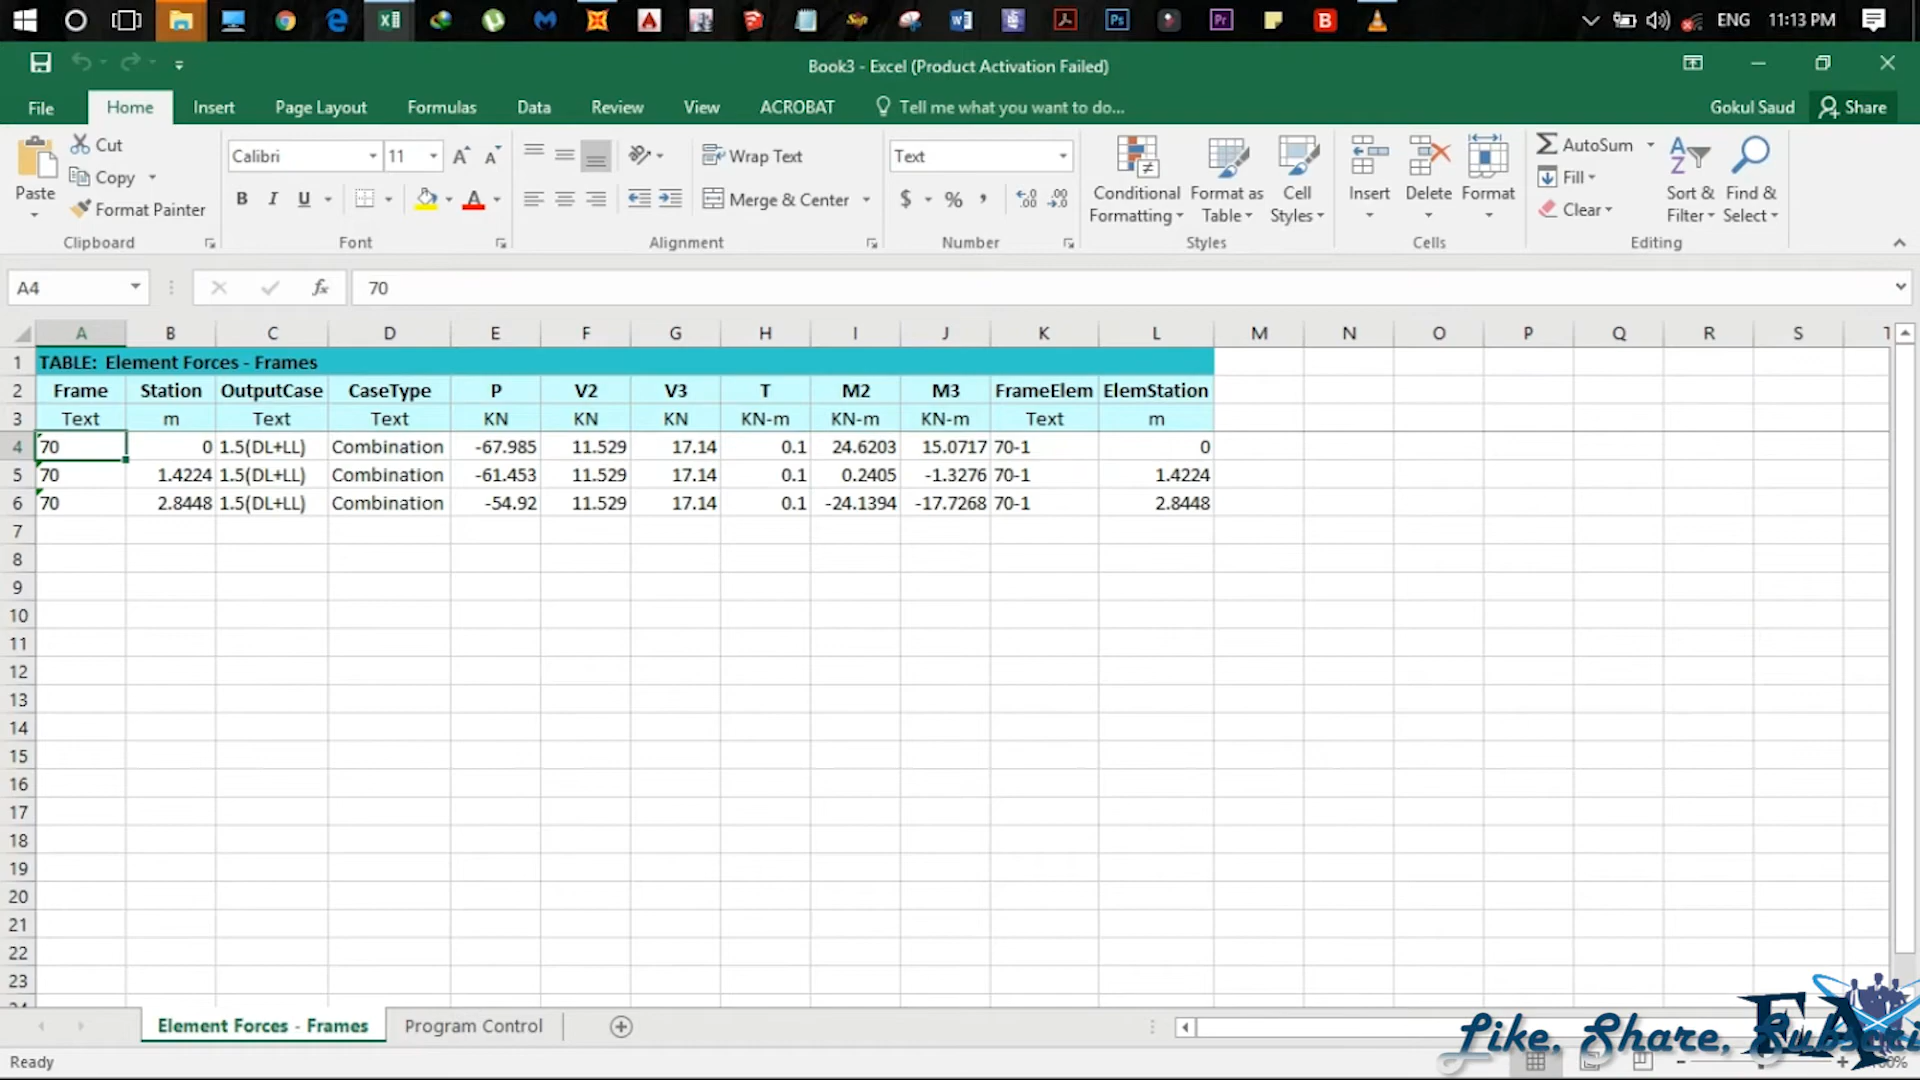 ENG 11:13 PM
Book3 - Excel (Product Activation Failed)
File Home Insert Page Layout Formulas Data Review View ACROBAT Tell me what you want to do... Gokul Saud Share
Paste
Cut
Copy
Format Painter
Clipboard
Calibri 11
B I U
Font
Wrap Text
Merge & Center
Alignment
Text
$ % ,
Number
Conditional Formatting
Format as Table
Cell Styles
Styles
Insert Delete Format
Cells
AutoSum
Fill
Clear
Sort & Filter
Find & Select
Editing
A4 fx 70
A B C D E F G H I J K L M N O P Q R S T
1 TABLE: Element Forces - Frames
2 Frame Station OutputCase CaseType P V2 V3 T M2 M3 FrameElem ElemStation
3 Text m Text Text KN KN KN KN-m KN-m KN-m Text m
4 70 0 1.5(DL+LL) Combination -67.985 11.529 17.14 0.1 24.6203 15.0717 70-1 0
5 70 1.4224 1.5(DL+LL) Combination -61.453 11.529 17.14 0.1 0.2405 -1.3276 70-1 1.4224
6 70 2.8448 1.5(DL+LL) Combination -54.92 11.529 17.14 0.1 -24.1394 -17.7268 70-1 2.8448
7
8
9
10
11
12
13
14
15
16
17
18
19
20
21
22
23
Element Forces - Frames Program Control
Like, Share,
Ready